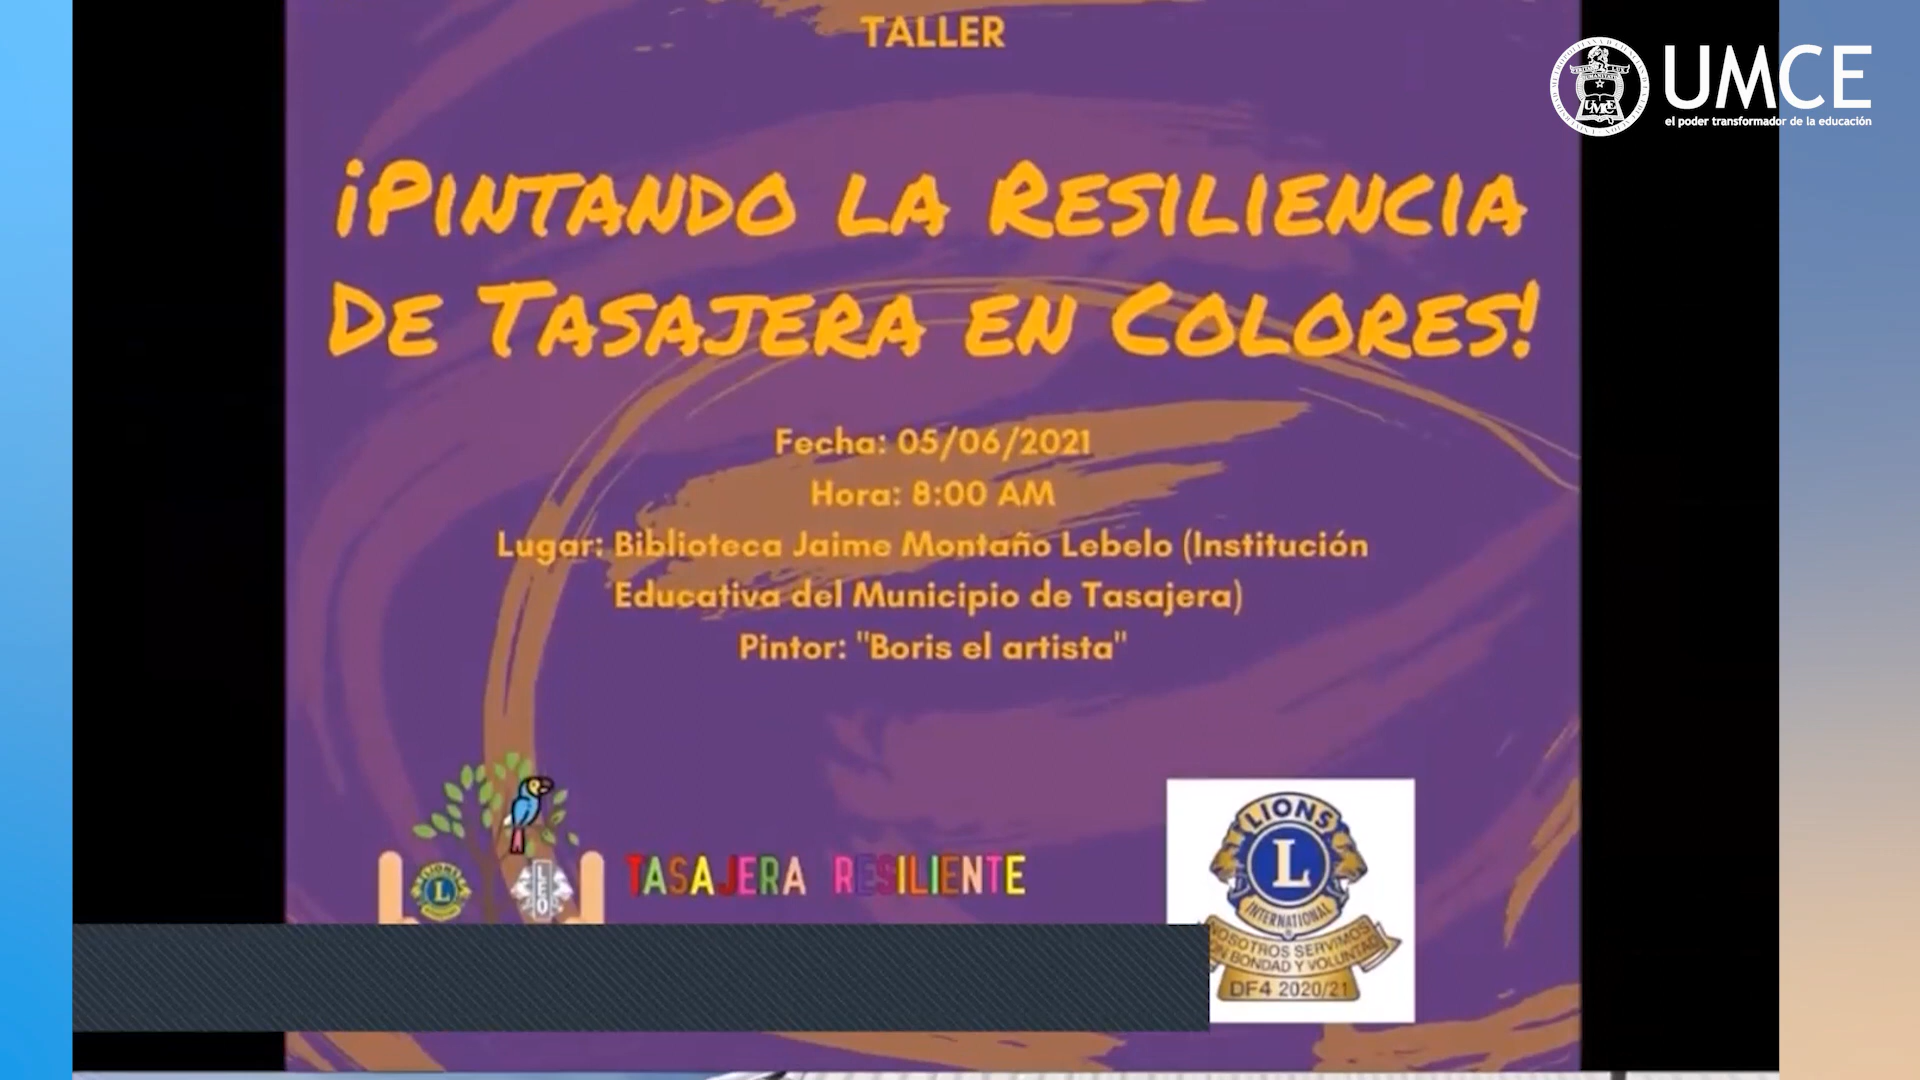 TALLER
UMCE
el poder transformador de la educación
¡PINTANDO LA RESILIENCIA
DE TASAJERA EN COLORES!
Fecha: 05/06/2021
Hora: 8:00 AM
Lugar: Biblioteca Jaime Montaño Lebelo (Institución
Educativa del Municipio de Tasajera)
Pintor: "Boris el artista"
TASAJERA RESILIENTE
LIONS
L
INTERNATIONAL
NOSOTROS SERVIMOS
BONDAD Y VOLUNTAD
DF4 2020/21
LIONS
L
LEO